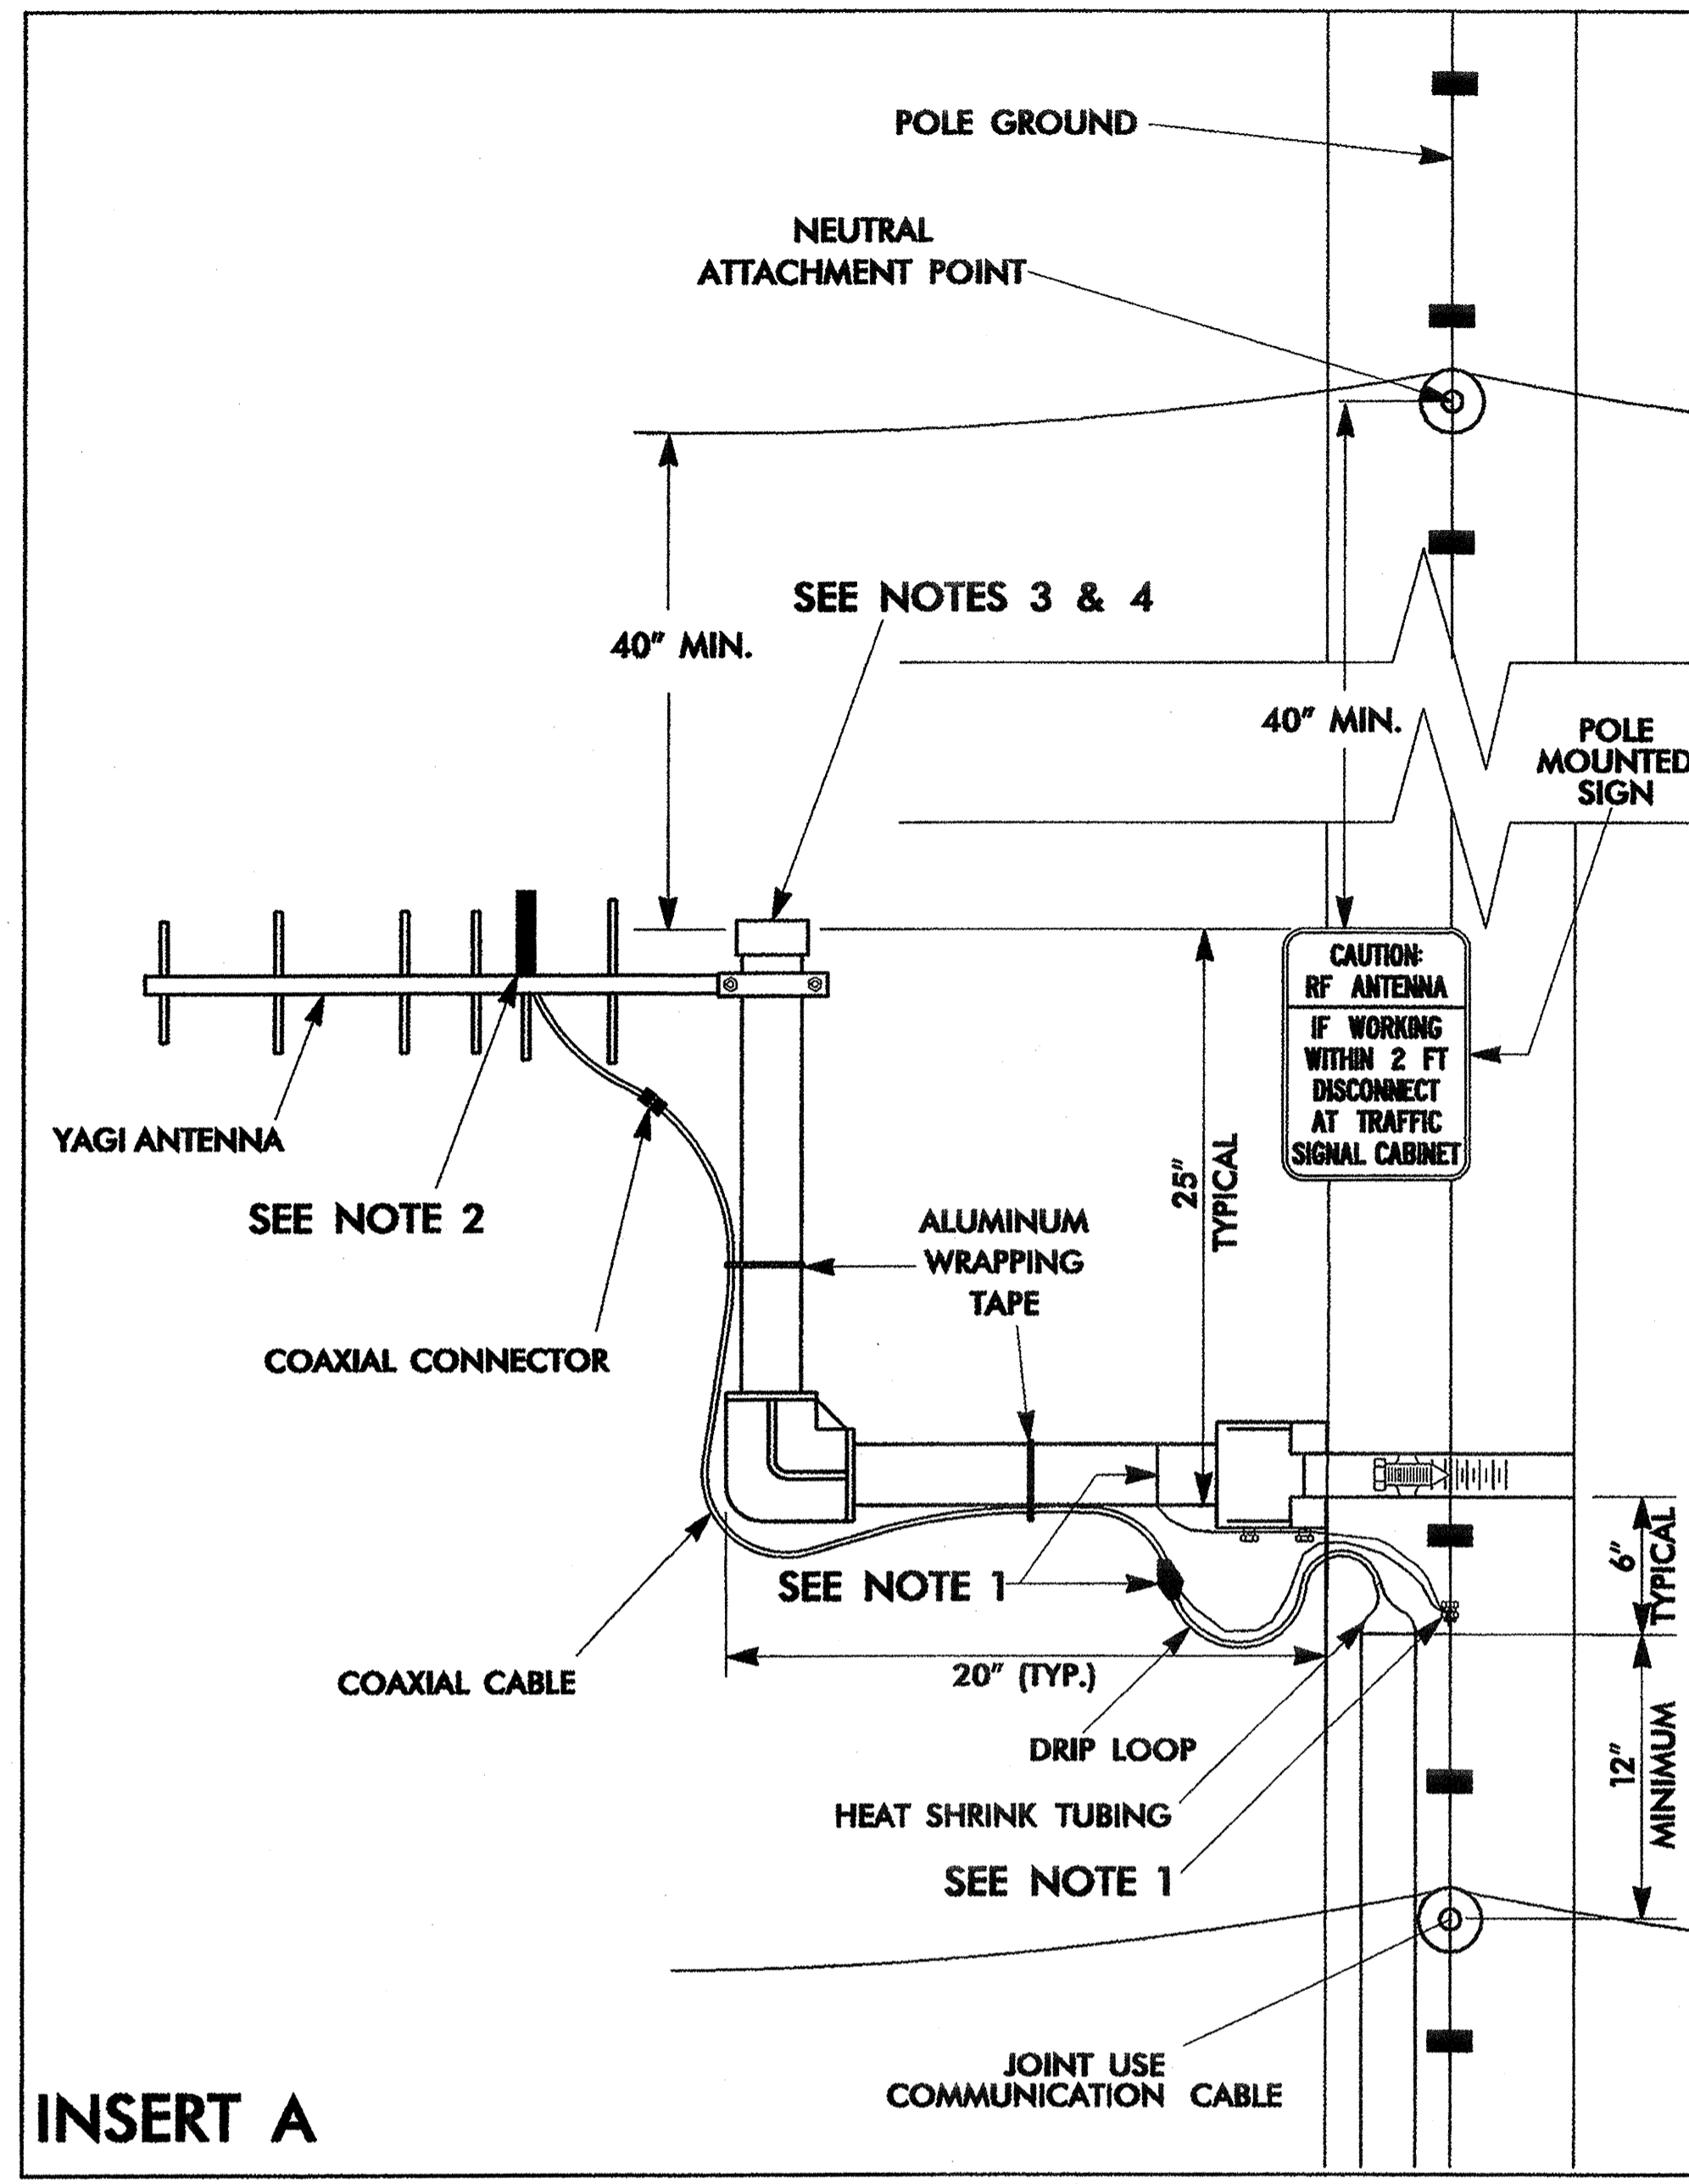 POLE GROUND
NEUTRAL
ATTACHMENT POINT
SEE NOTES 3 & 4
40" MIN.
40" MIN.
POLE
MOUNTED
SIGN
CAUTION:
RF ANTENNA
IF WORKING
WITHIN 2 FT
DISCONNECT
AT TRAFFIC
SIGNAL CABINET
YAGI ANTENNA
SEE NOTE 2
25"
TYPICAL
ALUMINUM
WRAPPING
TAPE
COAXIAL CONNECTOR
SEE NOTE 1
6"
TYPICAL
COAXIAL CABLE
20" (TYP.)
DRIP LOOP
12"
MINIMUM
HEAT SHRINK TUBING
SEE NOTE 1
JOINT USE
COMMUNICATION CABLE
INSERT A